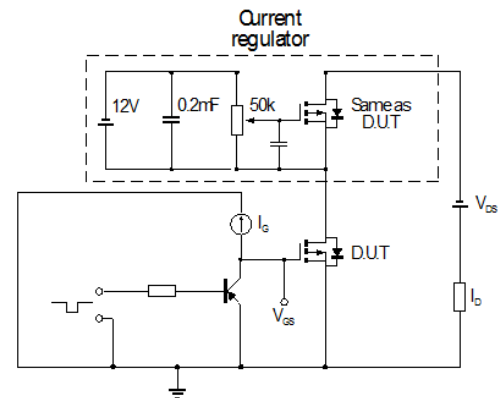 Current
regulator
12V
0.2mF
50k
Same as
D.U.T
V_DS
I_G
D.U.T
V_GS
I_D